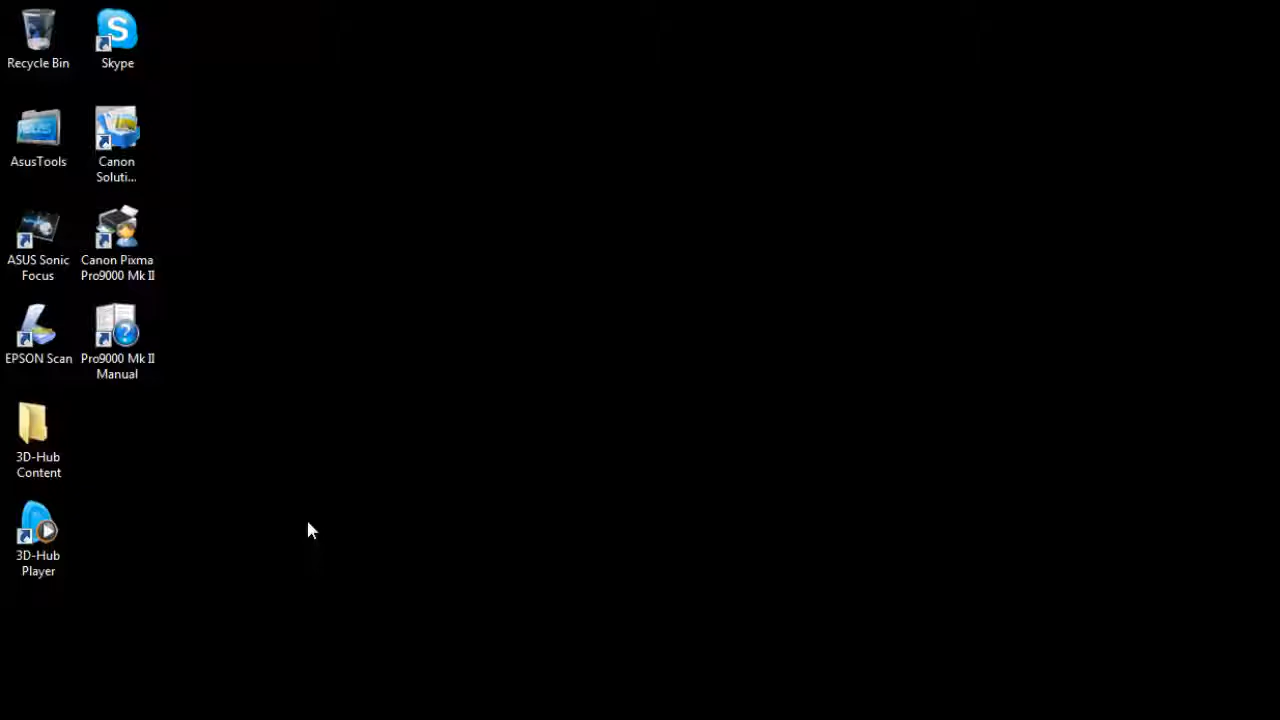 Recycle Bin
Skype
AsusTools
Canon
Soluti...
ASUS Sonic
Focus
Canon Pixma
Pro9000 Mk II
EPSON Scan
Pro9000 Mk II
Manual
3D-Hub
Content
3D-Hub
Player